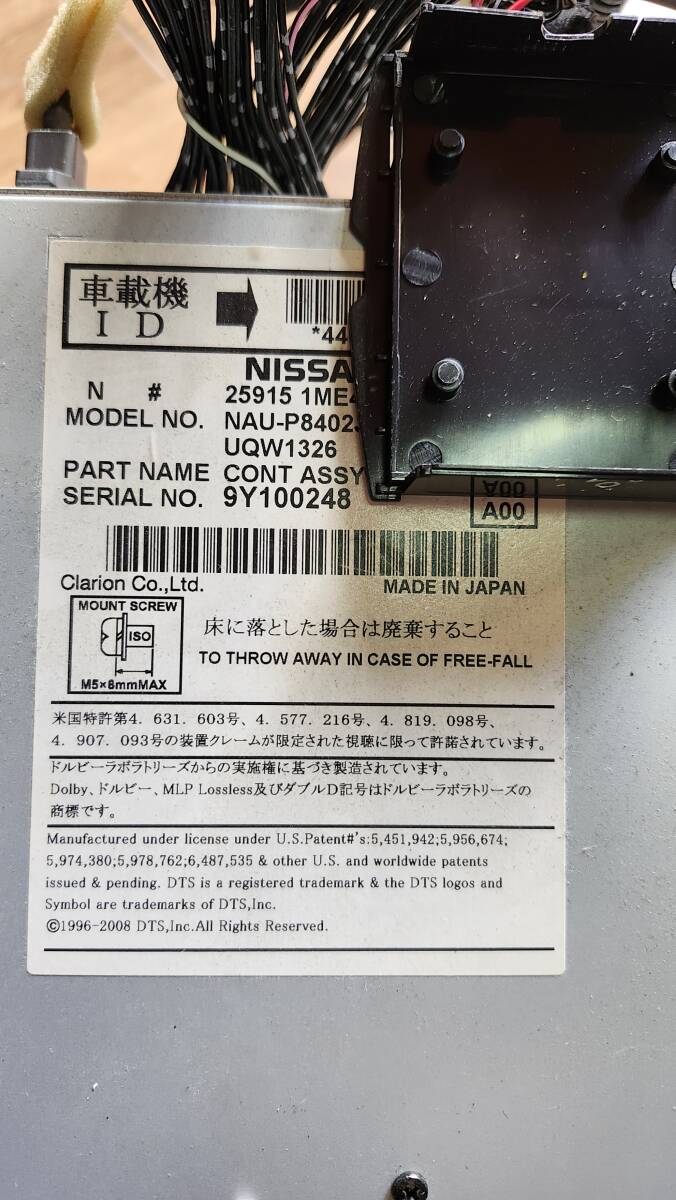 車載機
ID
*44
NISSA
N # 25915 1ME4
MODEL NO. NAU-P8402
UQW1326
PART NAME CONT ASSY
SERIAL NO. 9Y100248
A00
A00
Clarion Co.,Ltd. MADE IN JAPAN
MOUNT SCREW
ISO
M5×8mmMAX
床に落とした場合は廃棄すること
TO THROW AWAY IN CASE OF FREE-FALL
米国特許第4．631．603号、4．577．216号、4．819．098号、
4．907．093号の装置クレームが限定された視聴に限って許諾されています。
ドルビーラボラトリーズからの実施権に基づき製造されています。
Dolby、ドルビー、MLP Lossless及びダブルD記号はドルビーラボラトリーズの
商標です。
Manufactured under license under U.S.Patent#'s:5,451,942;5,956,674;
5,974,380;5,978,762;6,487,535 & other U.S. and worldwide patents
issued & pending. DTS is a registered trademark & the DTS logos and
Symbol are trademarks of DTS,Inc.
©1996-2008 DTS,Inc.All Rights Reserved.